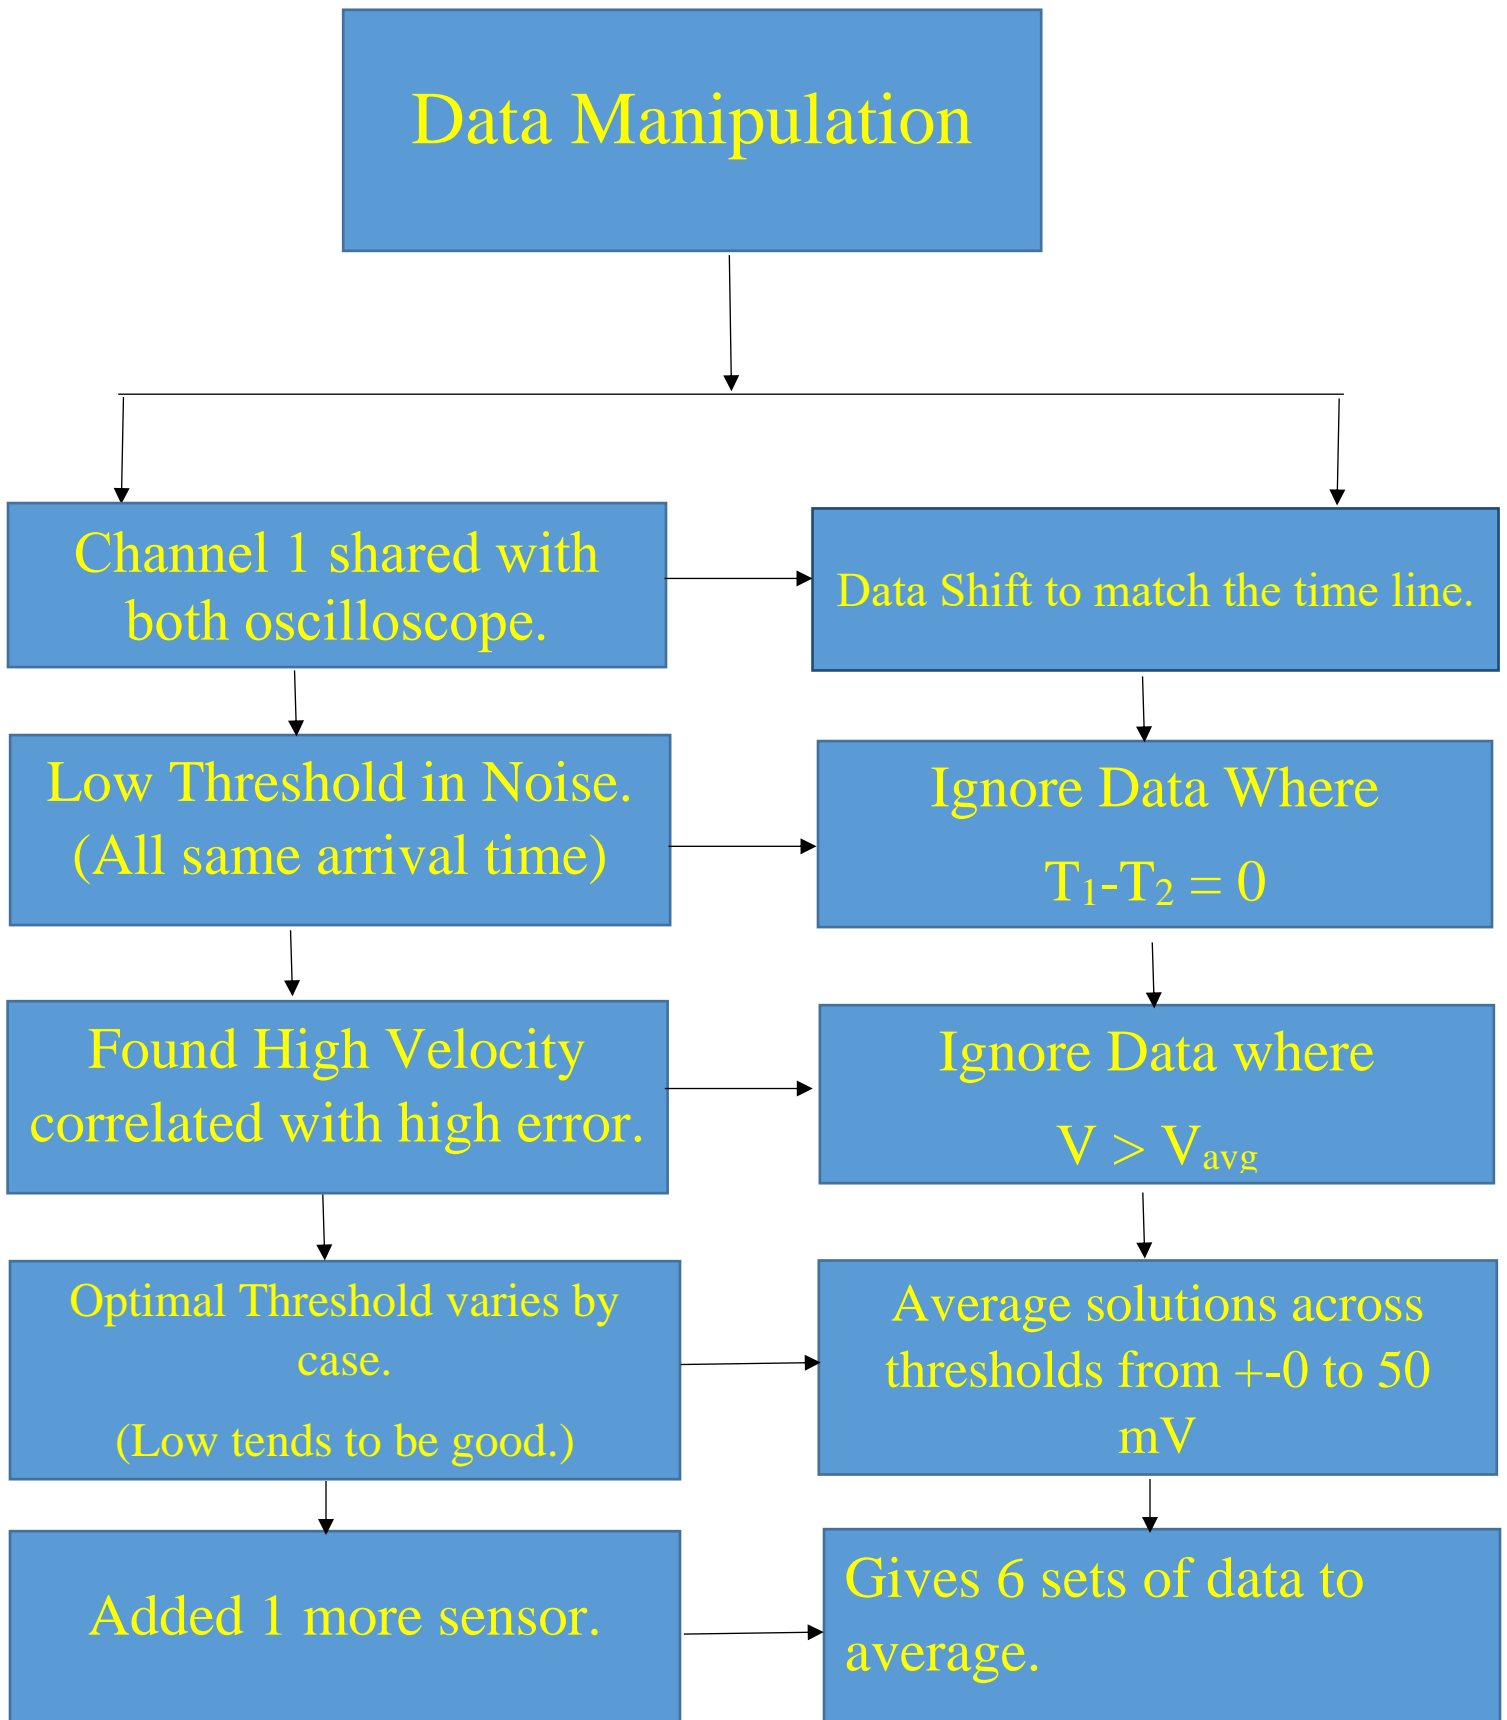 Data Manipulation
Channel 1 shared with
both oscilloscope.
Data Shift to match the time line.
Low Threshold in Noise.
(All same arrival time)
Ignore Data Where
T₁-T₂ = 0
Found High Velocity
correlated with high error.
Ignore Data where
V > Vavg
Optimal Threshold varies by
case.
(Low tends to be good.)
Average solutions across
thresholds from +-0 to 50
mV
Added 1 more sensor.
Gives 6 sets of data to
average.